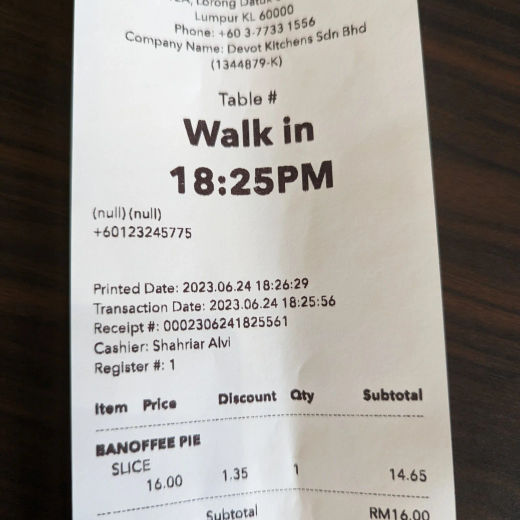 Lorong Datuk
Lumpur KL 60000
Phone: +60 3-7733 1556
Company Name: Devot Kitchens Sdn Bhd
(1344879-K)
Table #
Walk in
18:25PM
(null) (null)
+60123245775
Printed Date: 2023.06.24 18:26:29
Transaction Date: 2023.06.24 18:25:56
Receipt #: 0002306241825561
Cashier: Shahriar Alvi
Register #: 1
Item Price Discount Qty Subtotal
BANOFFEE PIE
SLICE
16.00 1.35 1 14.65
Subtotal RM16.00